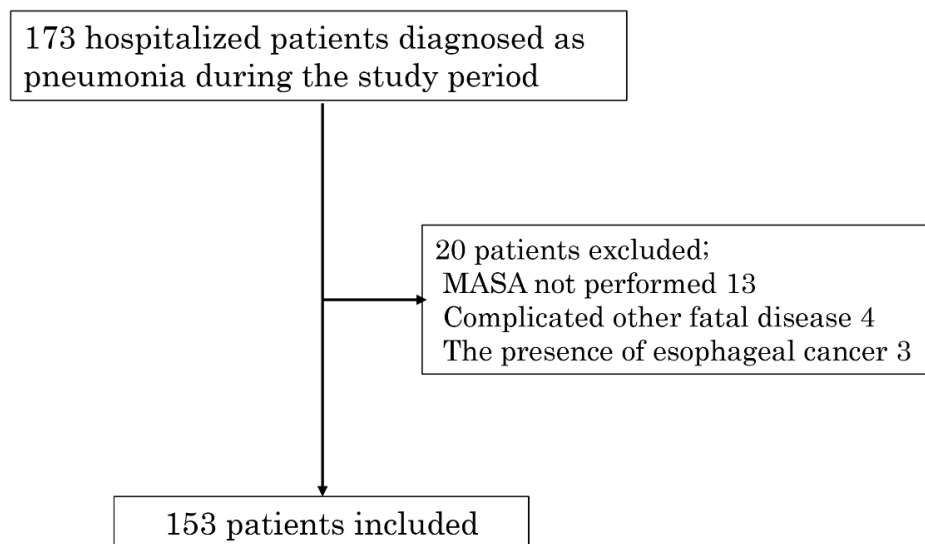 173 hospitalized patients diagnosed as
pneumonia during the study period
20 patients excluded;
MASA not performed 13
Complicated other fatal disease 4
The presence of esophageal cancer 3
153 patients included